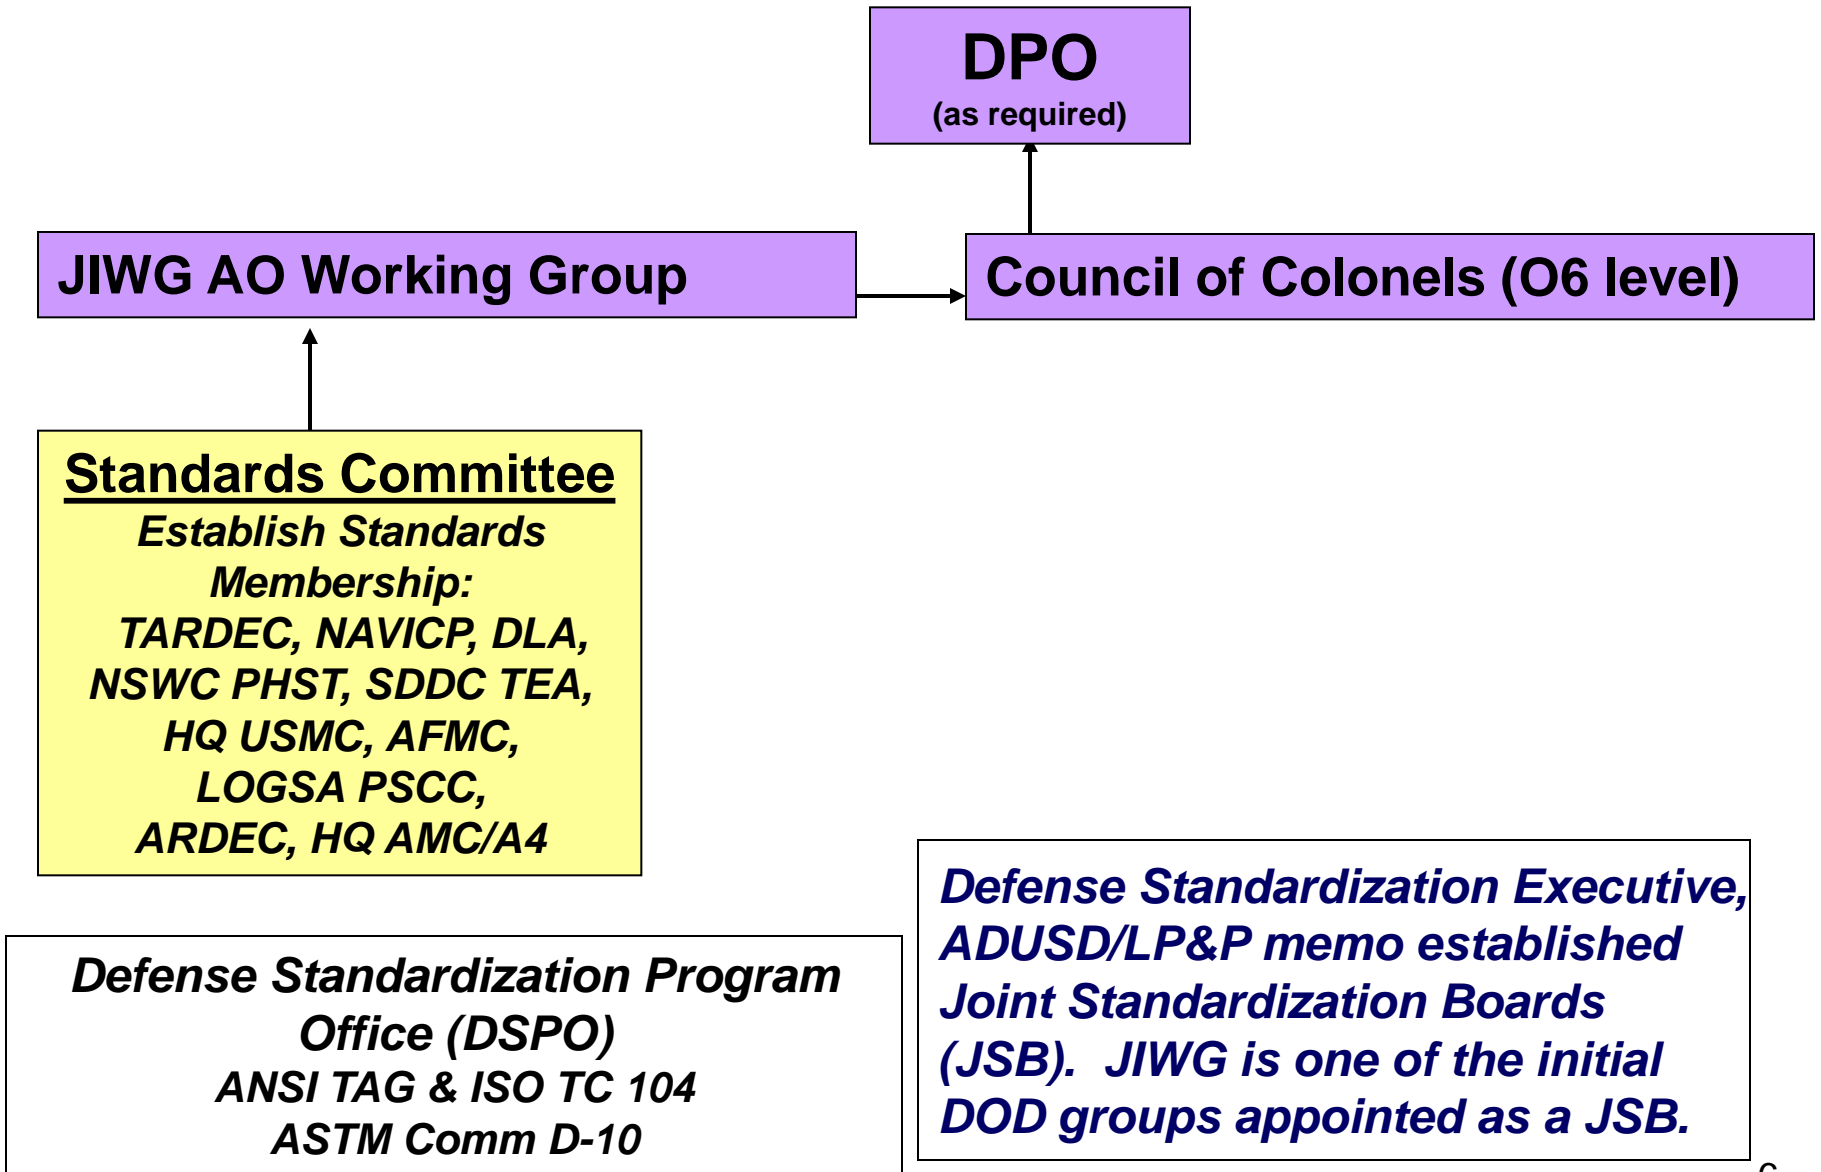 DPO
(as required)
JIWG AO Working Group
Council of Colonels (O6 level)
Standards Committee
Establish Standards
Membership:
TARDEC, NAVICP, DLA,
NSWC PHST, SDDC TEA,
HQ USMC, AFMC,
LOGSA PSCC,
ARDEC, HQ AMC/A4
Defense Standardization Program
Office (DSPO)
ANSI TAG & ISO TC 104
ASTM Comm D-10
Defense Standardization Executive,
ADUSD/LP&P memo established
Joint Standardization Boards
(JSB).  JIWG is one of the initial
DOD groups appointed as a JSB.